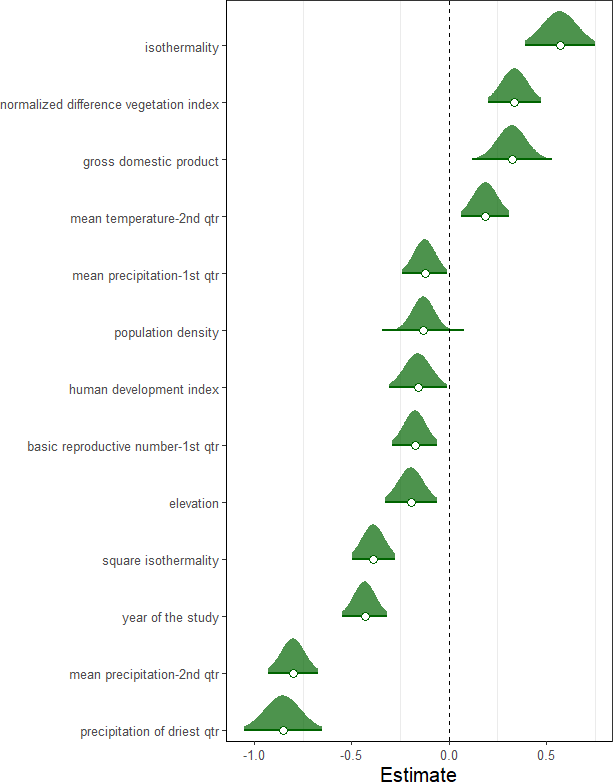 isothermality
normalized difference vegetation index
gross domestic product
mean temperature-2nd qtr
mean precipitation-1st qtr
population density
human development index
basic reproductive number-1st qtr
elevation
square isothermality
year of the study
mean precipitation-2nd qtr
precipitation of driest qtr
-1.0 -0.5 0.0 0.5
Estimate